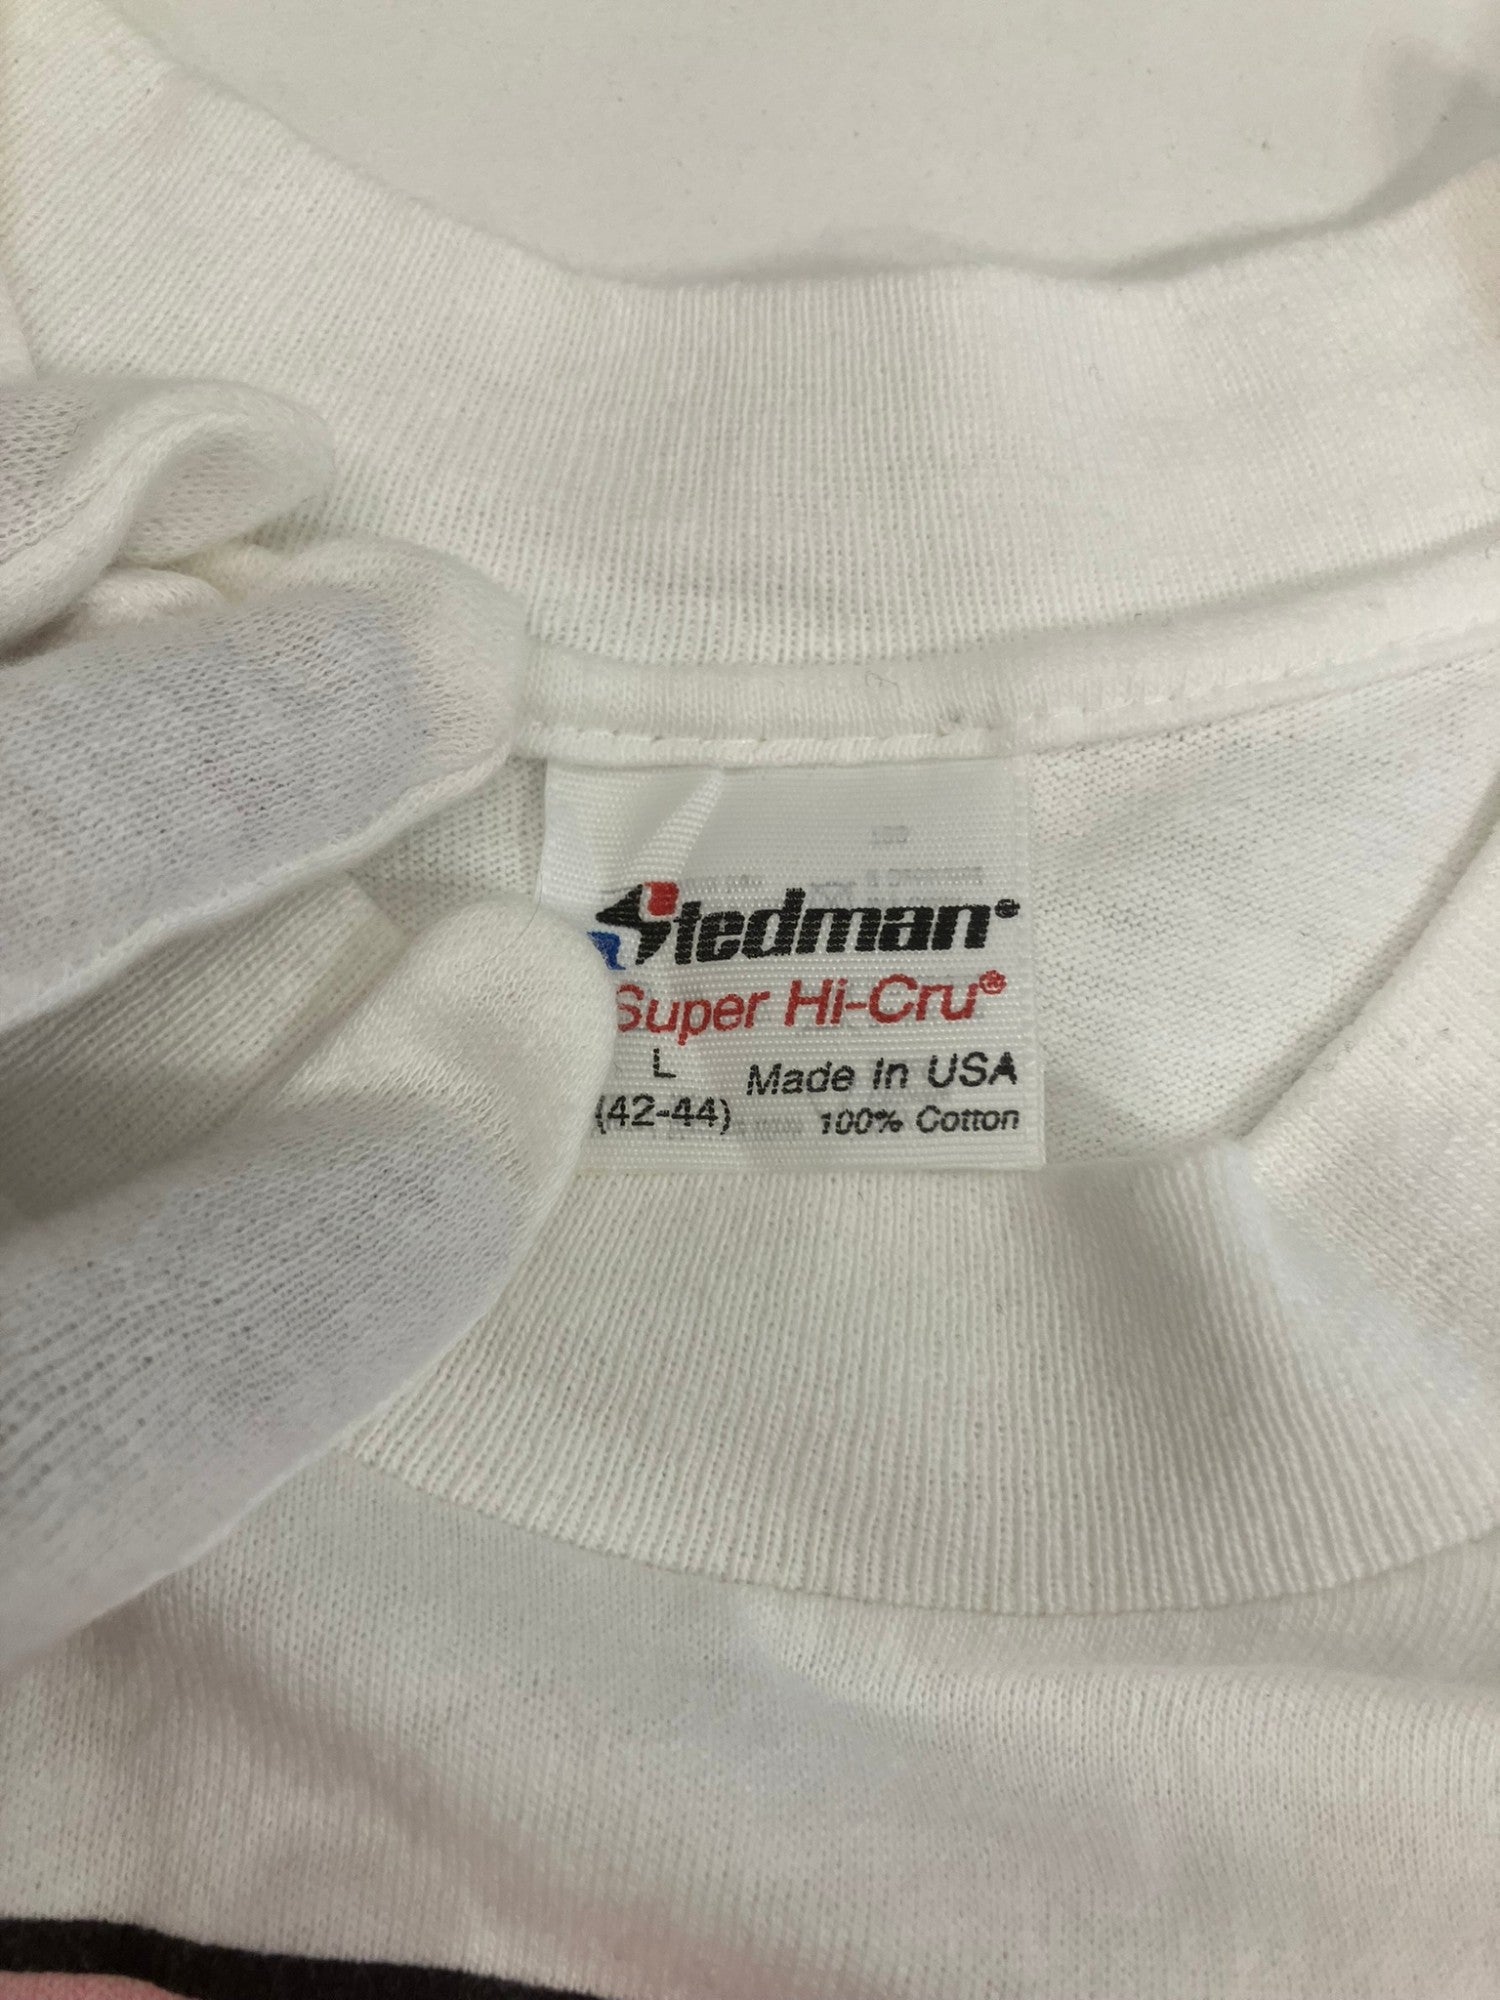 Stedman®
Super Hi-Cru®
L
Made In USA
(42-44)
100% Cotton